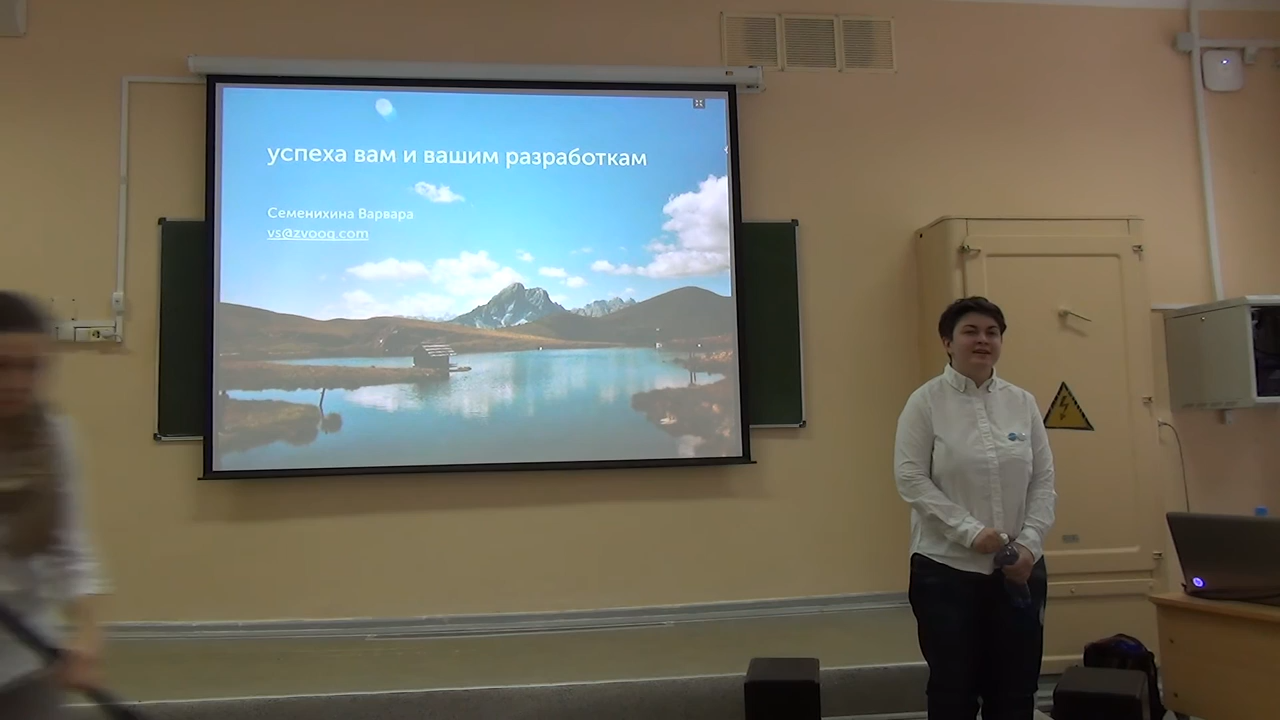 успеха вам и вашим разработкам
Семенихина Варвара
vs@zvooq.com